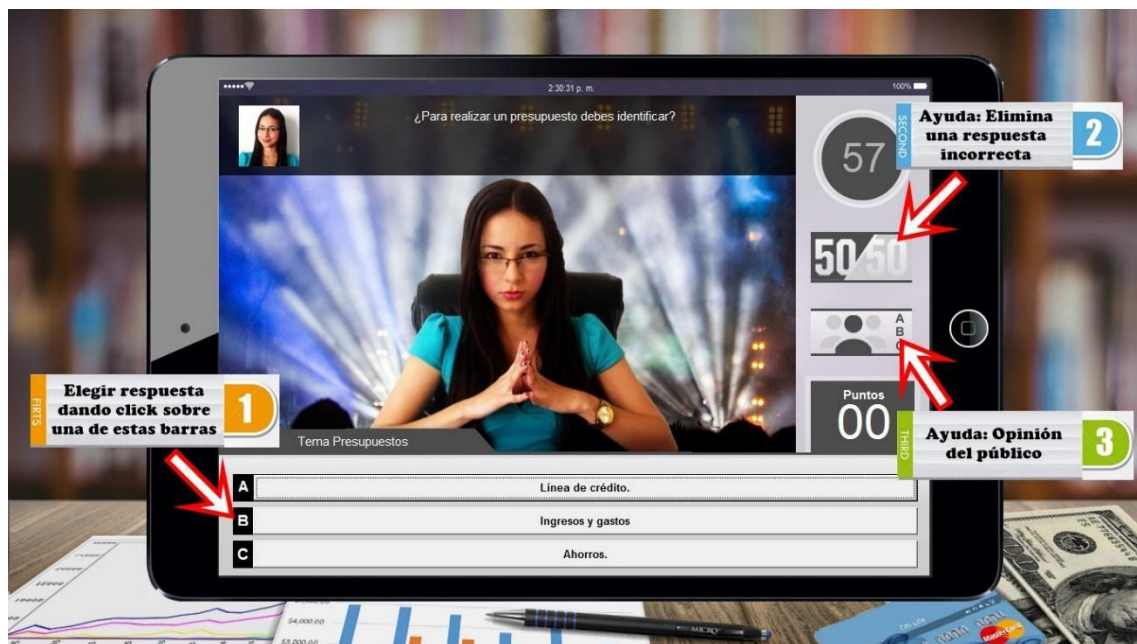 2:30:31 p. m.
100%
¿Para realizar un presupuesto debes identificar?
57
SECOND
Ayuda: Elimina
una respuesta
incorrecta
2
50/50
A
B
Elegir respuesta
dando click sobre
una de estas barras
FIRTS
1
Puntos
00
THIRD
Ayuda: Opinión
del público
3
Tema Presupuestos
A
Línea de crédito.
B
Ingresos y gastos
C
Ahorros.
54,000.00
53,000.00
MICRO
MasterCard